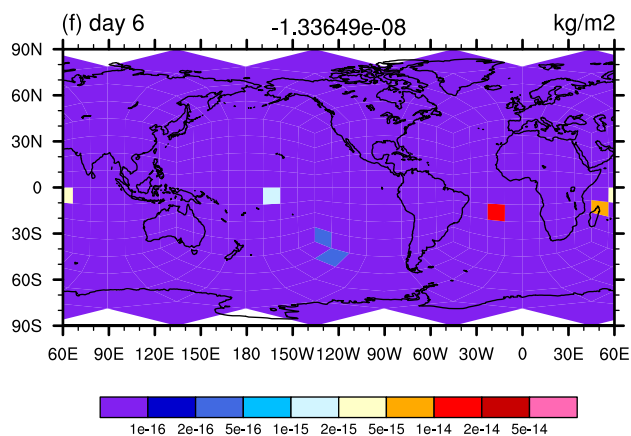 (f) day 6 -1.33649e-08 kg/m2
90N
60N
30N
0
30S
60S
90S
60E 90E 120E 150E 180E 150W 120W 90W 60W 30W 0 30E 60E
1e-16 2e-16 5e-16 1e-15 2e-15 5e-15 1e-14 2e-14 5e-14